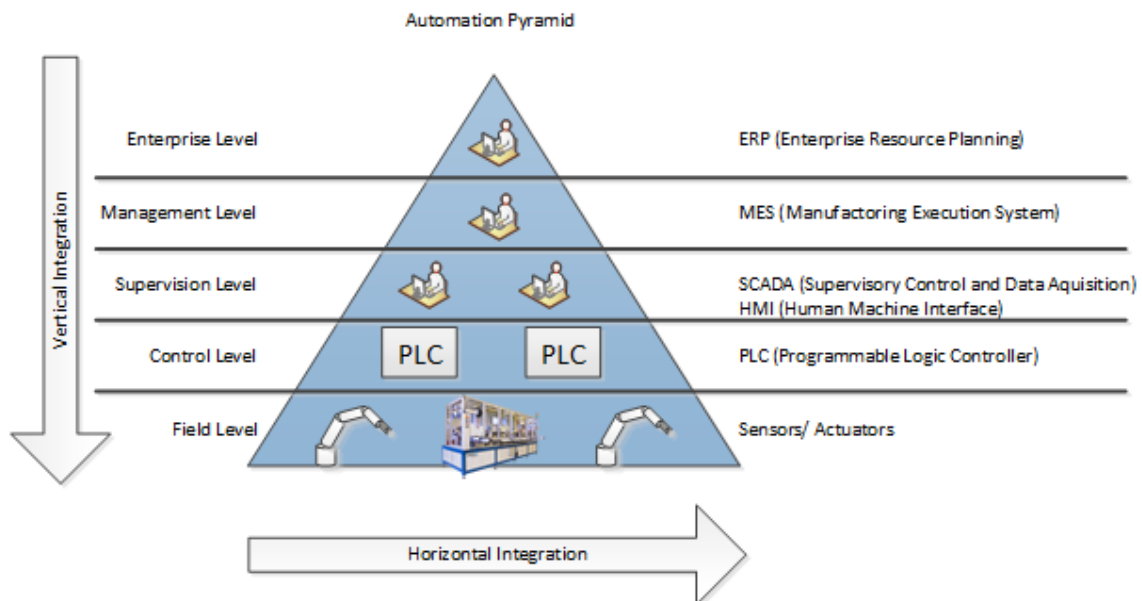 Automation Pyramid
Vertical Integration
Enterprise Level
ERP (Enterprise Resource Planning)
Management Level
MES (Manufactoring Execution System)
Supervision Level
SCADA (Supervisory Control and Data Aquisition)
HMI (Human Machine Interface)
Control Level
PLC
PLC
PLC (Programmable Logic Controller)
Field Level
Sensors/ Actuators
Horizontal Integration